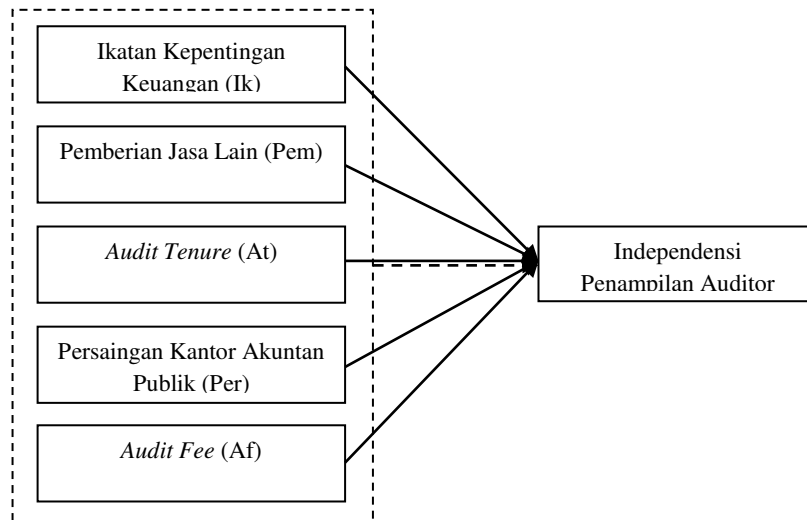 Ikatan Kepentingan
Keuangan (Ik)
Pemberian Jasa Lain (Pem)
Audit Tenure (At)
Independensi
Penampilan Auditor
Persaingan Kantor Akuntan
Publik (Per)
Audit Fee (Af)